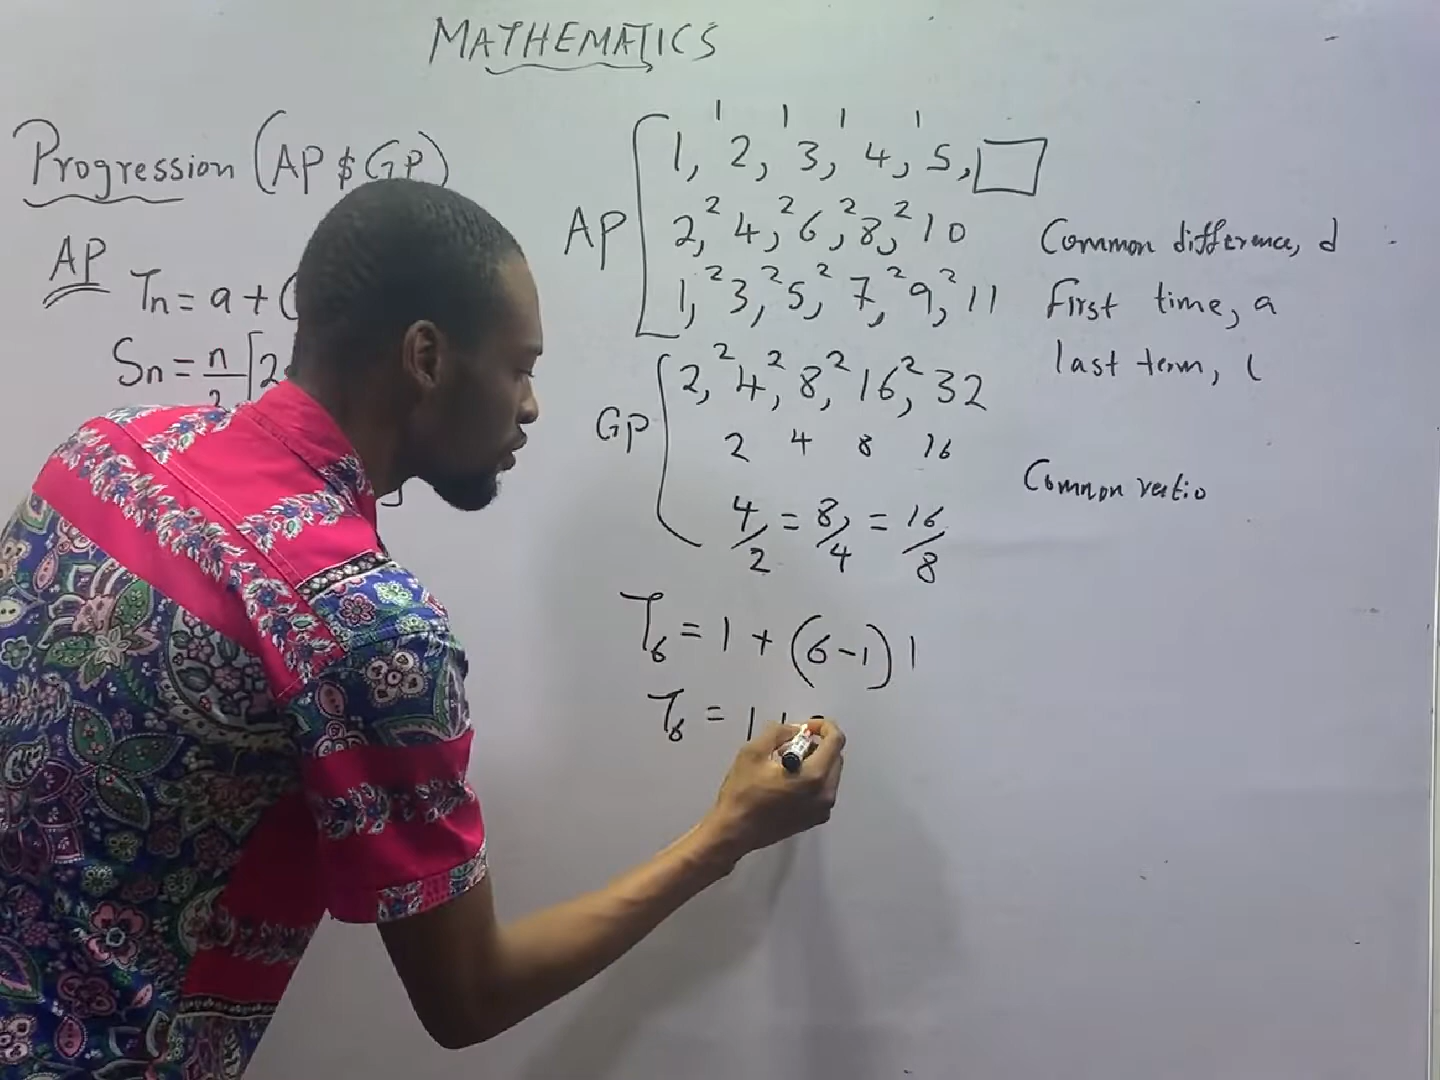 MATHEMATICS
Progression (AP $ GP)
AP
Tn = a + (
Sn = n/2 [2
AP
1 1 1 1
1, 2, 3, 4, 5,
2 2 2 2
2, 4, 6, 8, 10
2 2 2 2 2
1, 3, 5, 7, 9, 11
Common difference, d
First time, a
last term, l
GP
2 2 2 2
2, 4, 8, 16, 32
2 4 8 16
4/2 = 8/4 = 16/8
Common ratio
T6 = 1 + (6-1) 1
T6 = 1 +